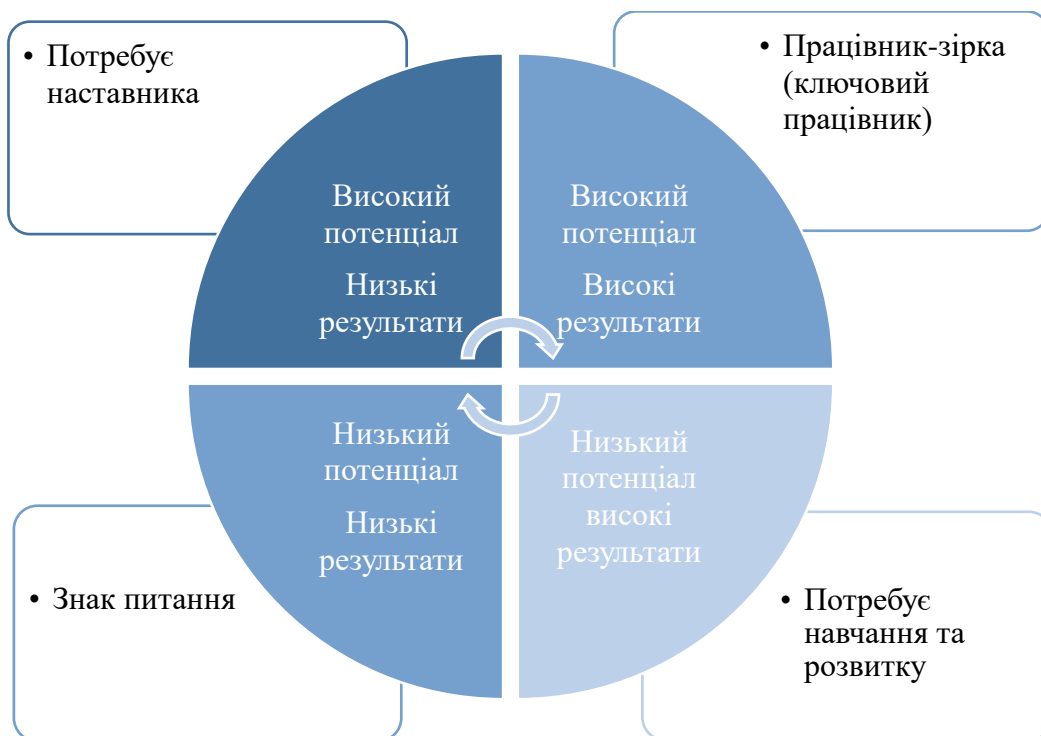 • Потребує
наставника
• Працівник-зірка
(ключовий
працівник)
Високий
потенціал
Низькі
результати
Високий
потенціал
Високі
результати
Низький
потенціал
Низькі
результати
Низький
потенціал
високі
результати
• Знак питання
• Потребує
навчання та
розвитку